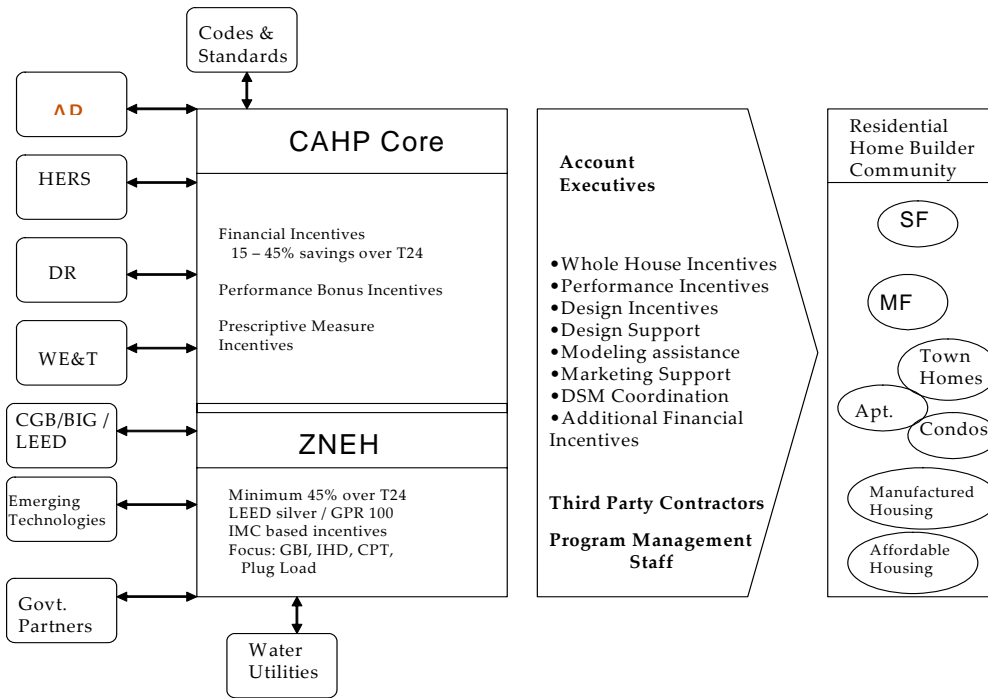 Codes &
Standards
HERS
DR
WE&T
CGB/BIG /
LEED
Emerging
Technologies
Govt.
Partners
CAHP Core
Financial Incentives
15 – 45% savings over T24
Performance Bonus Incentives
Prescriptive Measure
Incentives
ZNEH
Minimum 45% over T24
LEED silver / GPR 100
IMC based incentives
Focus: GBI, IHD, CPT,
Plug Load
Water
Utilities
Account
Executives
•Whole House Incentives
•Performance Incentives
•Design Incentives
•Design Support
•Modeling assistance
•Marketing Support
•DSM Coordination
•Additional Financial
Incentives
Third Party Contractors
Program Management
Staff
Residential
Home Builder
Community
SF
MF
Town
Homes
Apt.
Condos
Manufactured
Housing
Affordable
Housing